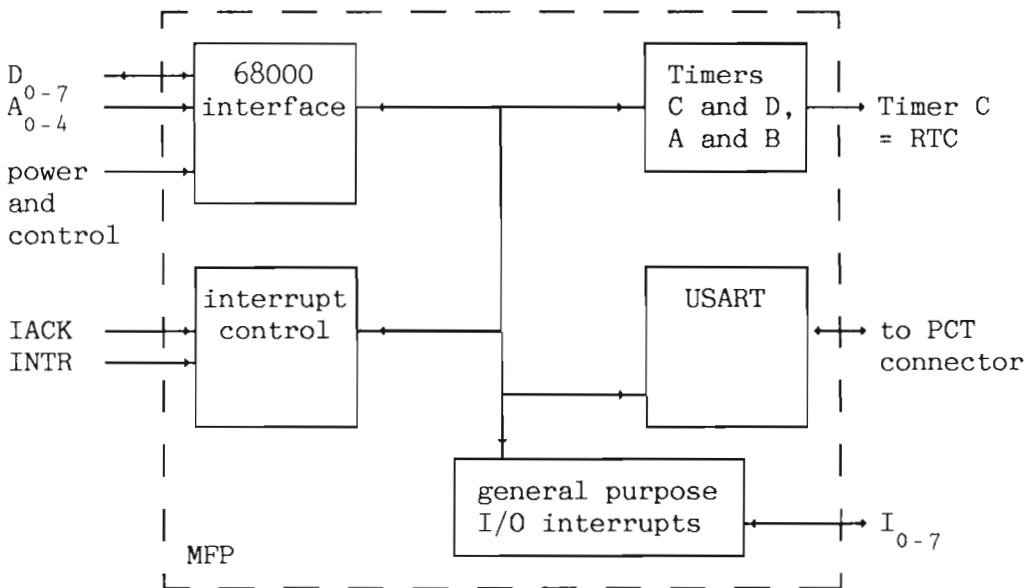 D0-7
A0-4
power
and
control
68000
interface
Timers
C and D,
A and B
Timer C
= RTC
IACK
INTR
interrupt
control
USART
to PCT
connector
general purpose
I/O interrupts
I0-7
MFP